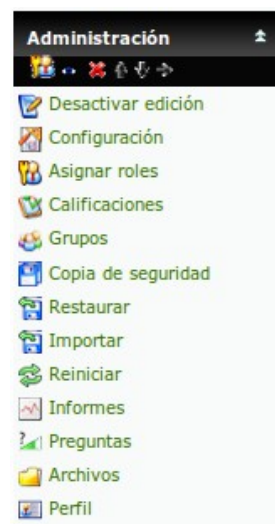 Administración
Desactivar edición
Configuración
Asignar roles
Calificaciones
Grupos
Copia de seguridad
Restaurar
Importar
Reiniciar
Informes
Preguntas
Archivos
Perfil